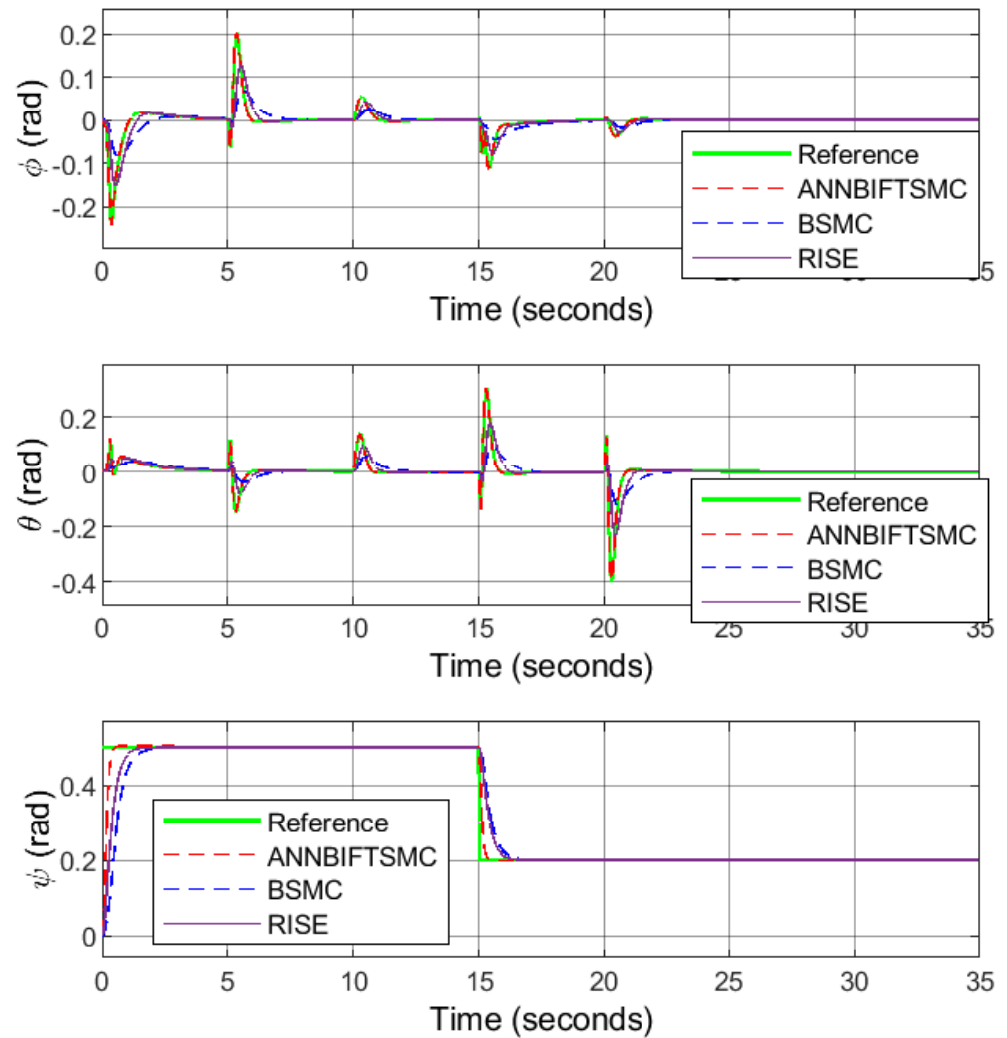 0.2
0.1
0
-0.1
-0.2
ϕ (rad)
Reference
ANNBIFTSMC
BSMC
RISE
0 5 10 15 20 25 30 35
Time (seconds)
0.2
0
-0.2
-0.4
θ (rad)
Reference
ANNBIFTSMC
BSMC
RISE
0 5 10 15 20 25 30 35
Time (seconds)
0.4
0.2
0
ψ (rad)
Reference
ANNBIFTSMC
BSMC
RISE
0 5 10 15 20 25 30 35
Time (seconds)